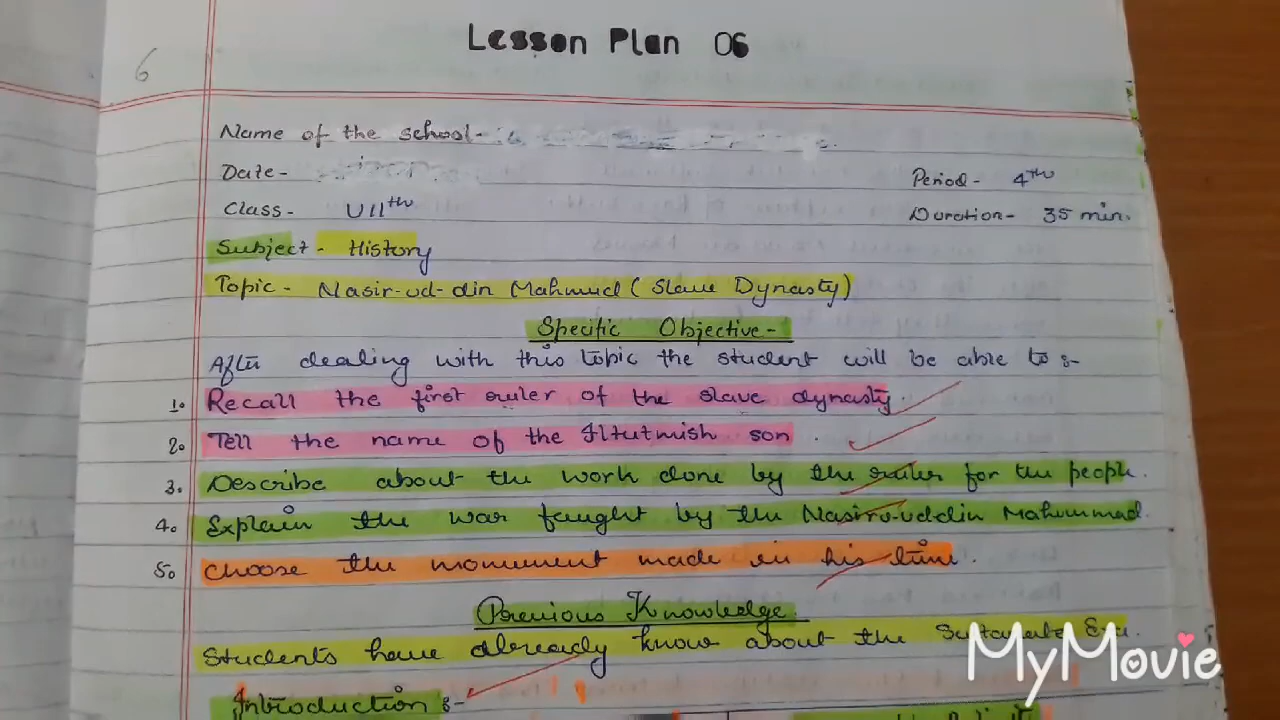 Lesson Plan 06
6
Name of the school-
Date-
Period- 4th
Class- VIIth
Duration- 35 min.
Subject- History
Topic- Nasir-ud-din Mahmud (Slave Dynasty)
Specific Objective-
After dealing with this topic the student will be able to :-
1. Recall the first ruler of the slave dynasty.
2. Tell the name of the Iltutmish son.
3. Describe about the work done by the ruler for the people.
4. Explain the war faught by the Nasiru-uddin Mahummad.
5. Choose the monument made in his time.
Previous Knowledge.
Students have already know about the
Introduction :-
MyMovie